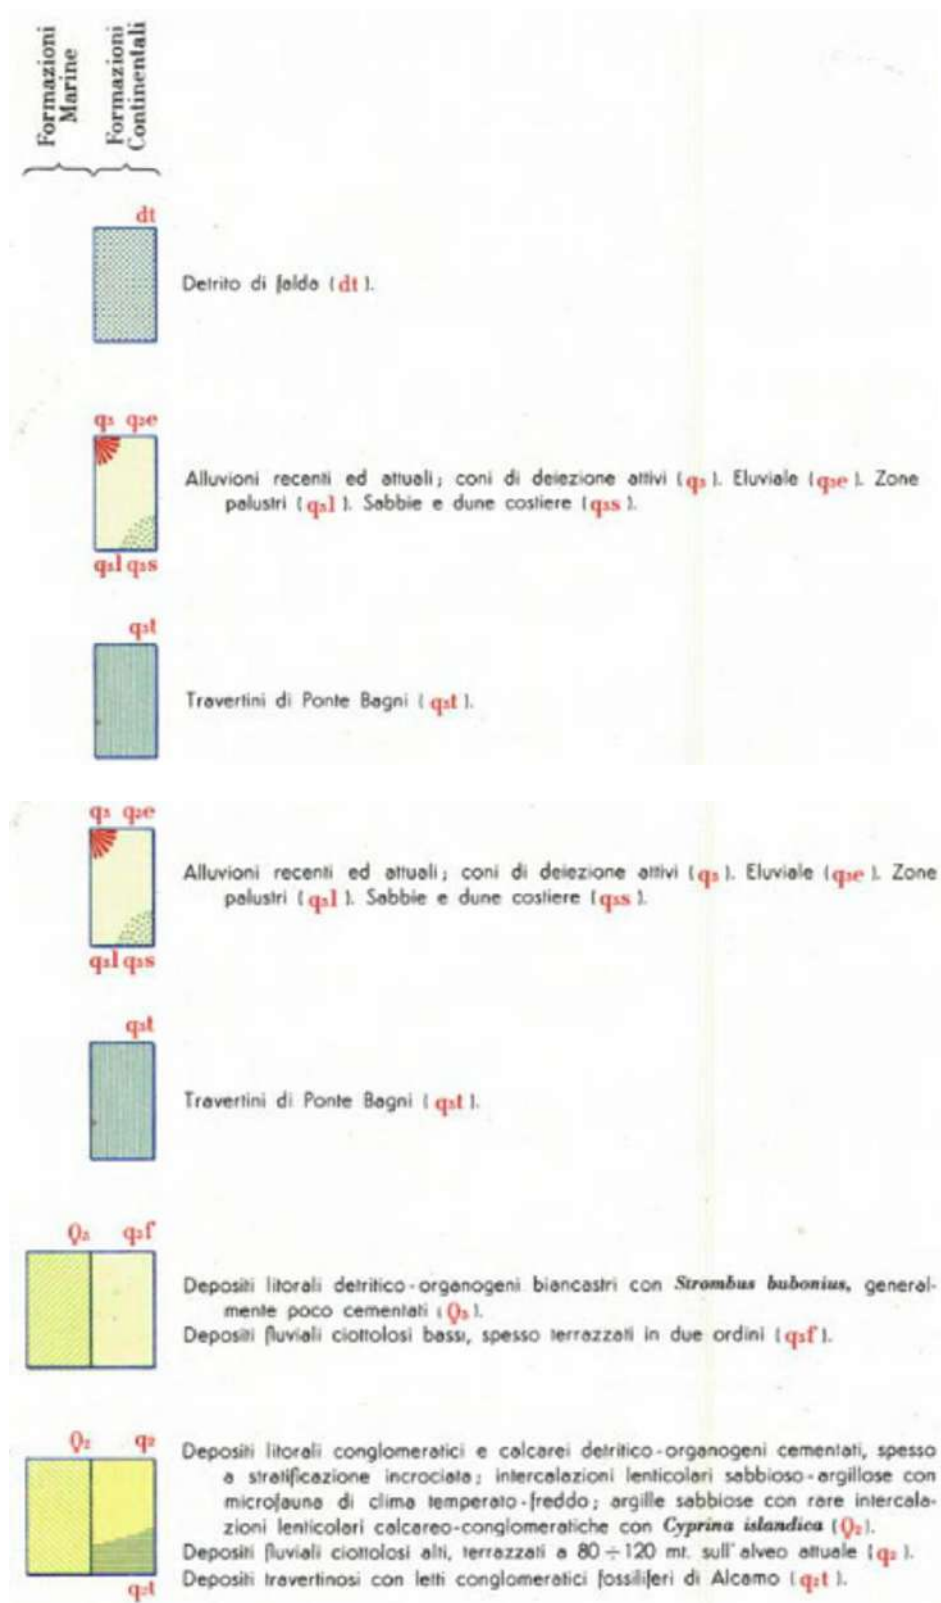 Formazioni
Marine
Formazioni
Continentali
dt
Detrito di falda (dt).
q₃ q₃e
Alluvioni recenti ed attuali; coni di deiezione attivi (q₃). Eluviale (q₃e). Zone
palustri (q₃l). Sabbie e dune costiere (q₃s).
q₃l q₃s
q₃t
Travertini di Ponte Bagni (q₃t).
q₃ q₃e
Alluvioni recenti ed attuali; coni di deiezione attivi (q₃). Eluviale (q₃e). Zone
palustri (q₃l). Sabbie e dune costiere (q₃s).
q₃l q₃s
q₃t
Travertini di Ponte Bagni (q₃t).
Q₃ q₃f
Depositi litorali detritico-organogeni biancastri con Strombus bubonius, general-
mente poco cementati (Q₃).
Depositi fluviali ciottolosi bassi, spesso terrazzati in due ordini (q₃f).
Q₂ q₂
Depositi litorali conglomeratici e calcarei detritico-organogeni cementati, spesso
a stratificazione incrociata; intercalazioni lenticolari sabbioso-argillose con
microfauna di clima temperato-freddo; argille sabbiose con rare intercala-
zioni lenticolari calcareo-conglomeratiche con Cyprina islandica (Q₂).
Depositi fluviali ciottolosi alti, terrazzati a 80÷120 mt. sull'alveo attuale (q₂).
Depositi travertinosi con letti conglomeratici fossiliferi di Alcamo (q₂t).
q₂t